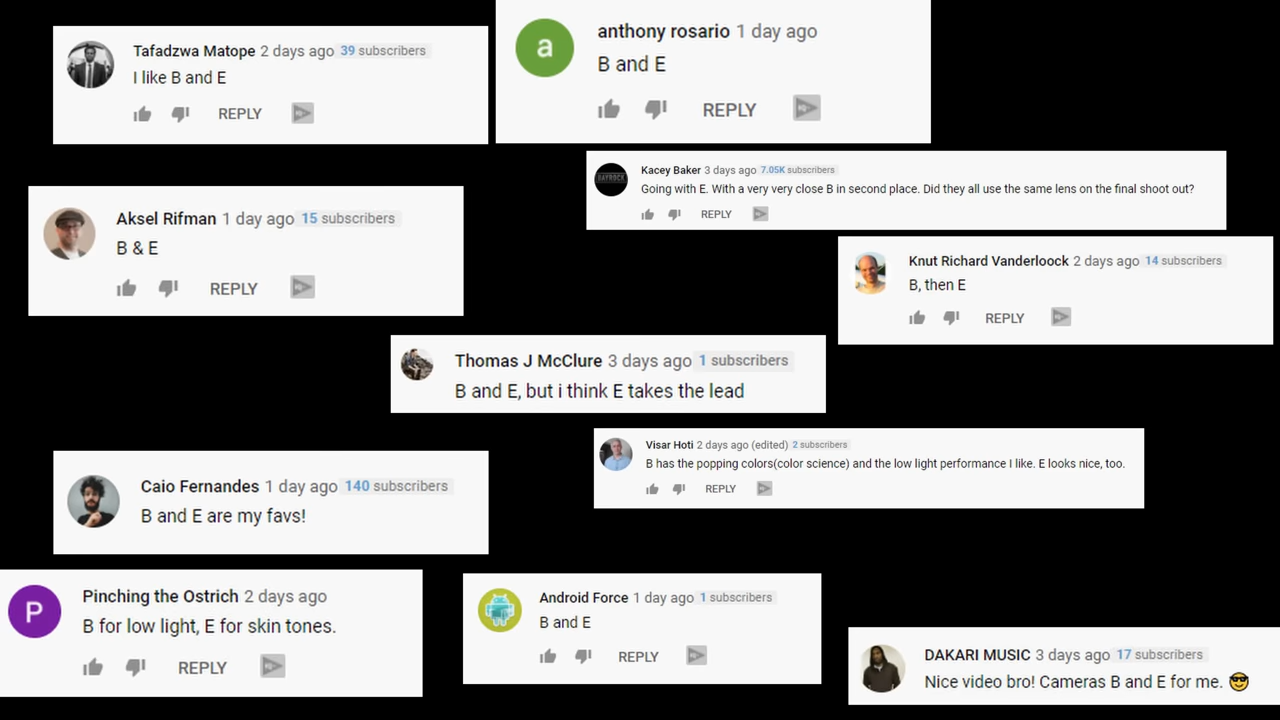 Tafadzwa Matope 2 days ago 39 subscribers
I like B and E
REPLY
a
anthony rosario 1 day ago
B and E
REPLY
Kacey Baker 3 days ago 7.05K subscribers
Going with E. With a very very close B in second place. Did they all use the same lens on the final shoot out?
REPLY
Aksel Rifman 1 day ago 15 subscribers
B & E
REPLY
Knut Richard Vanderloock 2 days ago 14 subscribers
B, then E
REPLY
Thomas J McClure 3 days ago 1 subscribers
B and E, but i think E takes the lead
Visar Hoti 2 days ago (edited) 2 subscribers
B has the popping colors(color science) and the low light performance I like. E looks nice, too.
REPLY
Caio Fernandes 1 day ago 140 subscribers
B and E are my favs!
P
Pinching the Ostrich 2 days ago
B for low light, E for skin tones.
REPLY
Android Force 1 day ago 1 subscribers
B and E
REPLY
DAKARI MUSIC 3 days ago 17 subscribers
Nice video bro! Cameras B and E for me. 😎